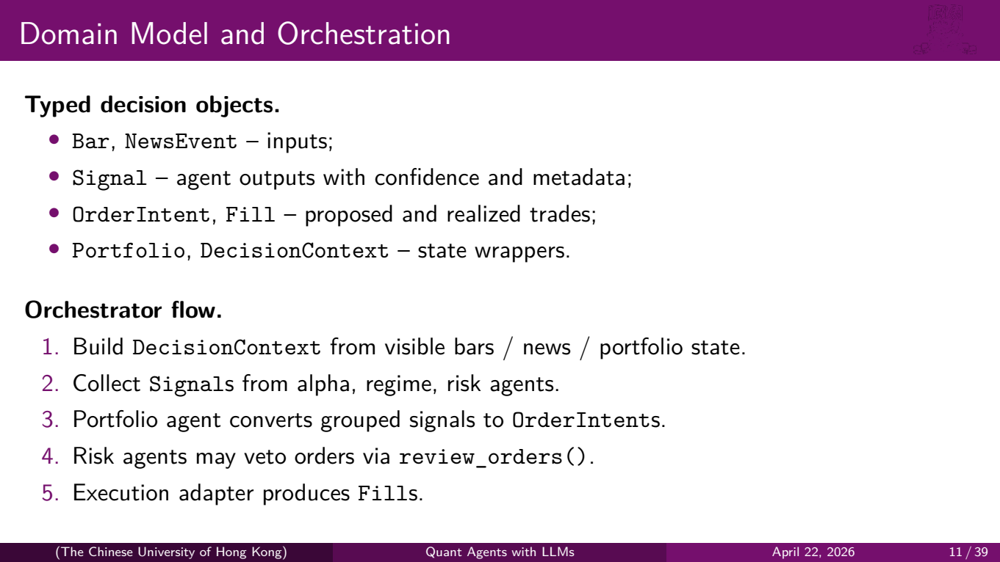 Domain Model and Orchestration
Typed decision objects.
• Bar, NewsEvent – inputs;
• Signal – agent outputs with confidence and metadata;
• OrderIntent, Fill – proposed and realized trades;
• Portfolio, DecisionContext – state wrappers.
Orchestrator flow.
1. Build DecisionContext from visible bars / news / portfolio state.
2. Collect Signals from alpha, regime, risk agents.
3. Portfolio agent converts grouped signals to OrderIntents.
4. Risk agents may veto orders via review_orders().
5. Execution adapter produces Fills.
(The Chinese University of Hong Kong) Quant Agents with LLMs April 22, 2026 11 / 39